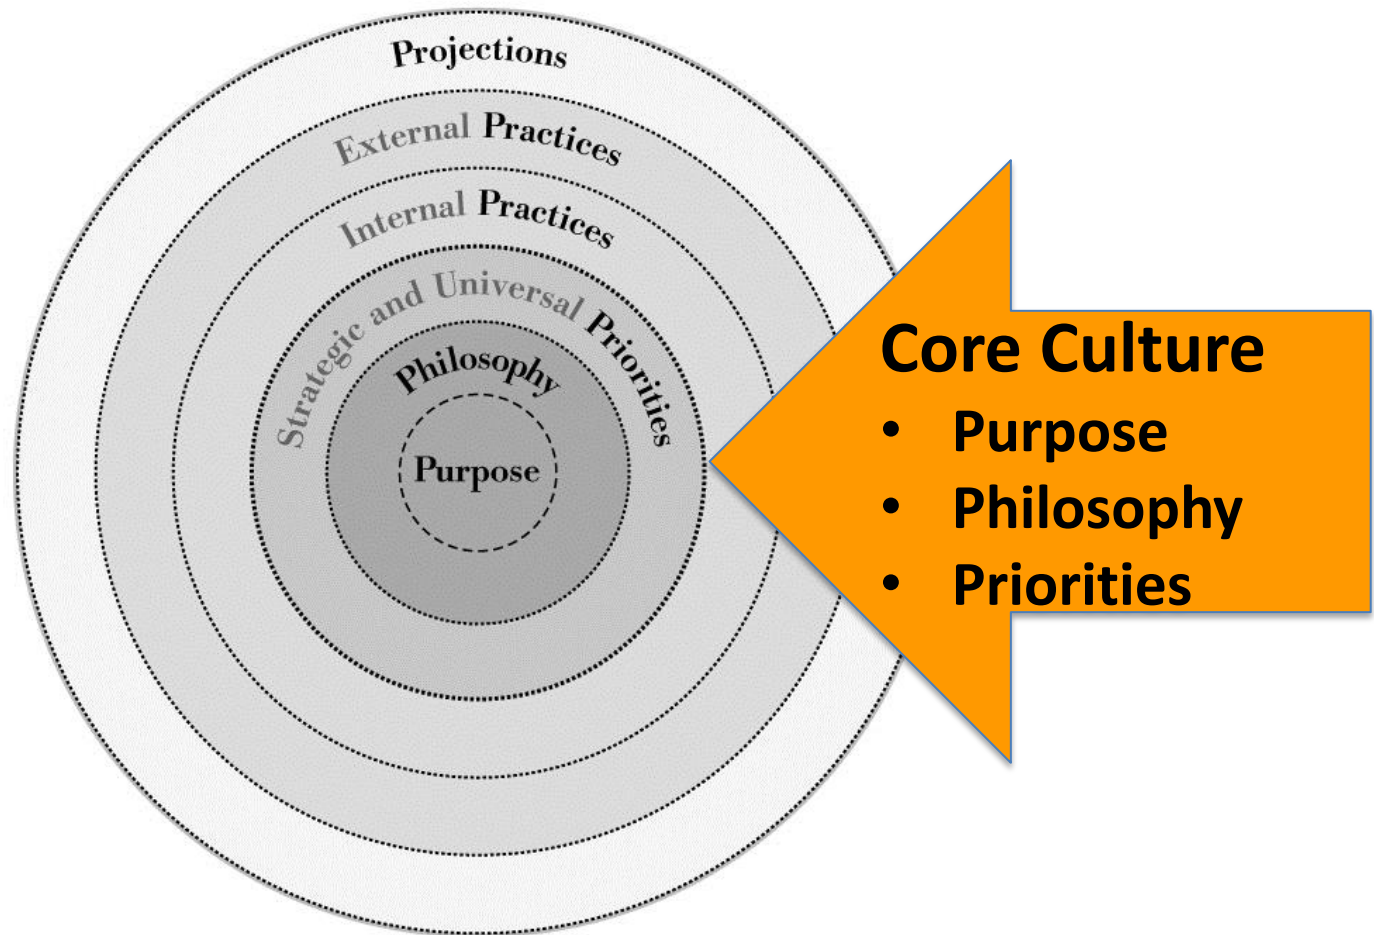 Projections
External Practices
Internal Practices
Strategic and Universal Priorities
Philosophy
Purpose
Core Culture
• Purpose
• Philosophy
• Priorities